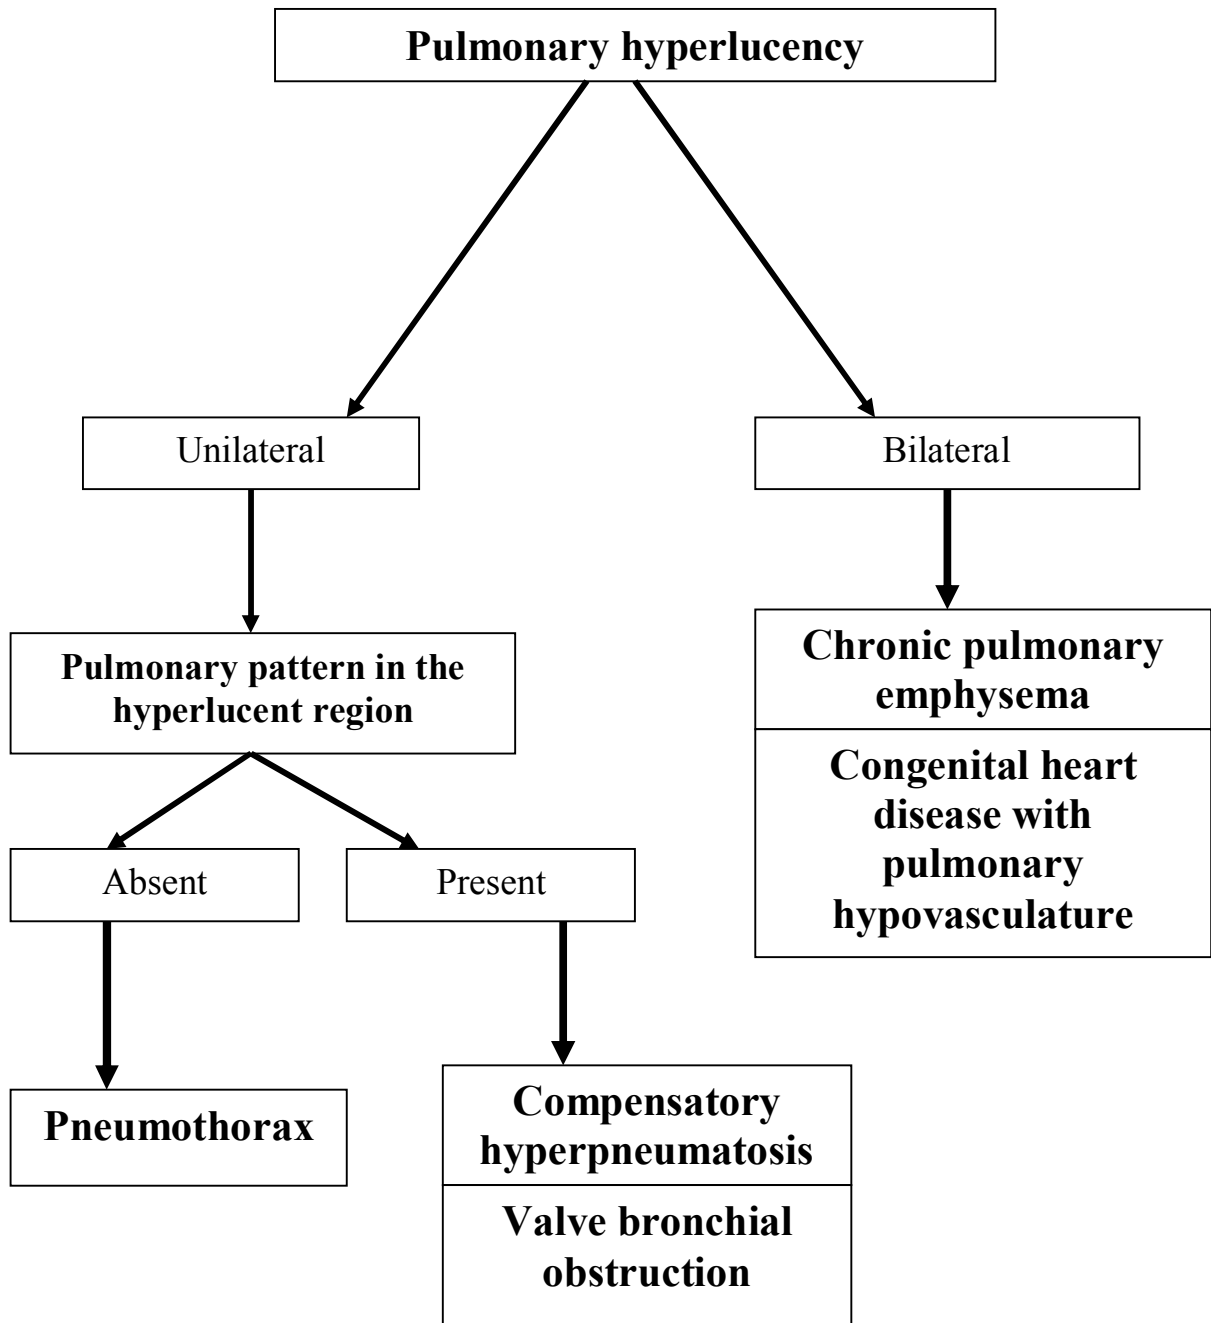 Pulmonary hyperlucency
Unilateral
Bilateral
Pulmonary pattern in the
hyperlucent region
Chronic pulmonary
emphysema
Congenital heart
disease with
pulmonary
hypovasculature
Absent
Present
Pneumothorax
Compensatory
hyperpneumatosis
Valve bronchial
obstruction